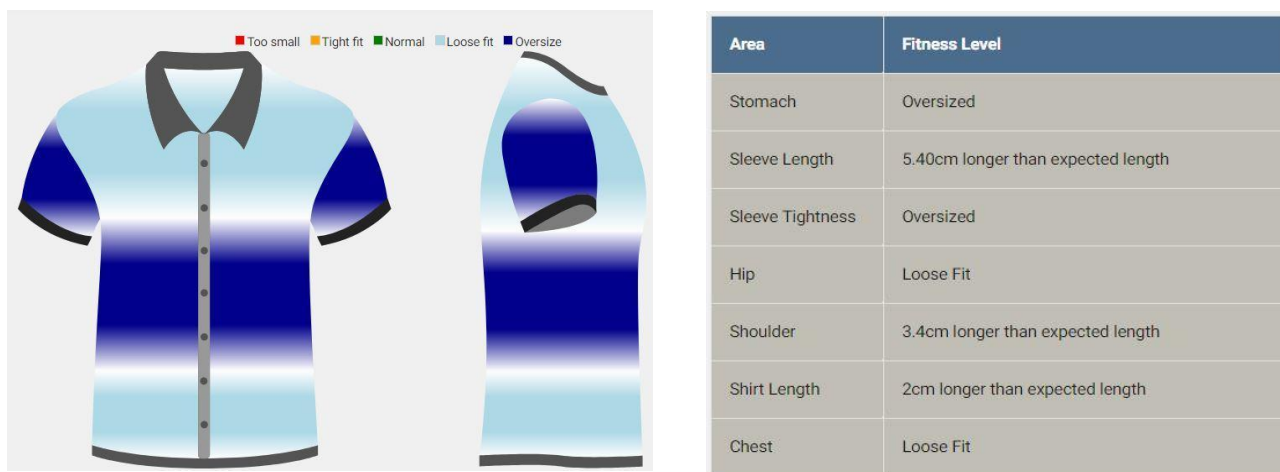 Too small Tight fit Normal Loose fit Oversize
Area Fitness Level
Stomach Oversized
Sleeve Length 5.40cm longer than expected length
Sleeve Tightness Oversized
Hip Loose Fit
Shoulder 3.4cm longer than expected length
Shirt Length 2cm longer than expected length
Chest Loose Fit